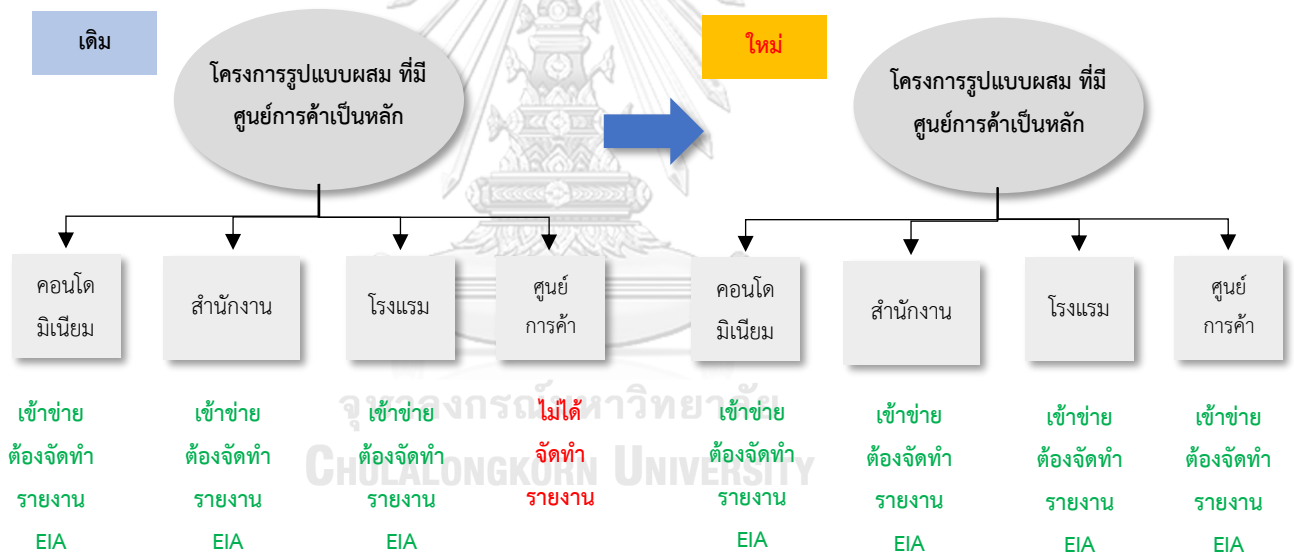 เดิม
โครงการรูปแบบผสม ที่มี
ศูนย์การค้าเป็นหลัก
คอนโด
มิเนียม
สำนักงาน
โรงแรม
ศูนย์
การค้า
เข้าข่าย
ต้องจัดทำ
รายงาน
EIA
เข้าข่าย
ต้องจัดทำ
รายงาน
EIA
เข้าข่าย
ต้องจัดทำ
รายงาน
EIA
ไม่ได้
จัดทำ
รายงาน
ใหม่
โครงการรูปแบบผสม ที่มี
ศูนย์การค้าเป็นหลัก
คอนโด
มิเนียม
สำนักงาน
โรงแรม
ศูนย์
การค้า
เข้าข่าย
ต้องจัดทำ
รายงาน
EIA
เข้าข่าย
ต้องจัดทำ
รายงาน
EIA
เข้าข่าย
ต้องจัดทำ
รายงาน
EIA
เข้าข่าย
ต้องจัดทำ
รายงาน
EIA
จุฬาลงกรณ์มหาวิทยาลัย
CHULALONGKORN UNIVERSITY